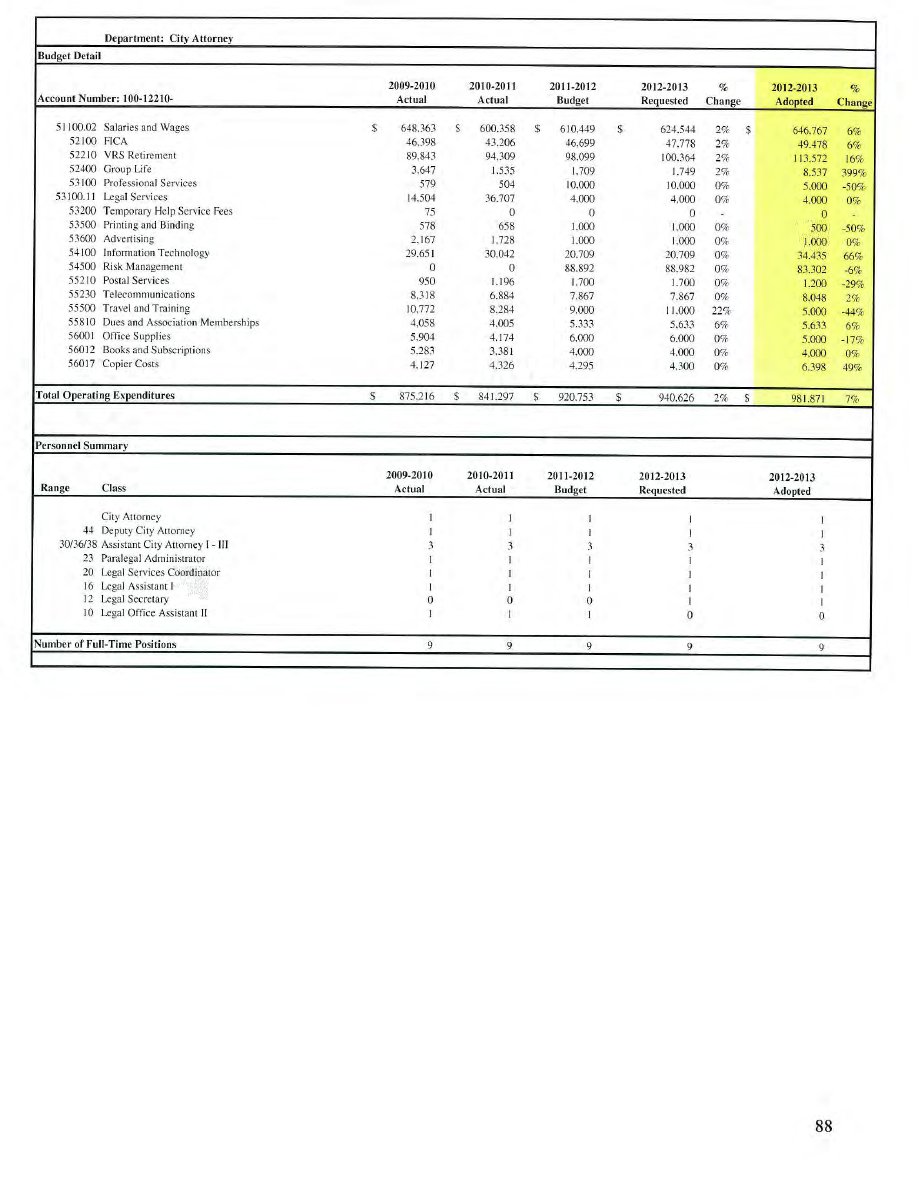 Department: City Attorney
Budget Detail
2009-2010 2010-2011 2011-2012 2012-2013 % 2012-2013 %
Account Number: 100-12210- Actual Actual Budget Requested Change Adopted Change
51100.02 Salaries and Wages $ 648,363 $ 600,358 $ 610,449 $ 624,544 2% $ 646,767 6%
52100 FICA 46,398 43,206 46,699 47,778 2% 49,478 6%
52210 VRS Retirement 89,843 94,309 98,099 100,364 2% 113,572 16%
52400 Group Life 3,647 1,535 1,709 1,749 2% 8,537 399%
53100 Professional Services 579 504 10,000 10,000 0% 5,000 -50%
53100.11 Legal Services 14,504 36,707 4,000 4,000 0% 4,000 0%
53200 Temporary Help Service Fees 75 0 0 0 - 0 -
53500 Printing and Binding 578 658 1,000 1,000 0% 500 -50%
53600 Advertising 2,167 1,728 1,000 1,000 0% 1,000 0%
54100 Information Technology 29,651 30,042 20,709 20,709 0% 34,435 66%
54500 Risk Management 0 0 88,892 88,982 0% 83,302 -6%
55210 Postal Services 950 1,196 1,700 1,700 0% 1,200 -29%
55230 Telecommunications 8,318 6,884 7,867 7,867 0% 8,048 2%
55500 Travel and Training 10,772 8,284 9,000 11,000 22% 5,000 -44%
55810 Dues and Association Memberships 4,058 4,005 5,333 5,633 6% 5,633 6%
56001 Office Supplies 5,904 4,174 6,000 6,000 0% 5,000 -17%
56012 Books and Subscriptions 5,283 3,381 4,000 4,000 0% 4,000 0%
56017 Copier Costs 4,127 4,326 4,295 4,300 0% 6,398 49%
Total Operating Expenditures $ 875,216 $ 841,297 $ 920,753 $ 940,626 2% $ 981,871 7%
Personnel Summary
2009-2010 2010-2011 2011-2012 2012-2013 2012-2013
Range Class Actual Actual Budget Requested Adopted
City Attorney 1 1 1 1 1
44 Deputy City Attorney 1 1 1 1 1
30/36/38 Assistant City Attorney I - III 3 3 3 3 3
23 Paralegal Administrator 1 1 1 1 1
20 Legal Services Coordinator 1 1 1 1 1
16 Legal Assistant I 1 1 1 1 1
12 Legal Secretary 0 0 0 1 1
10 Legal Office Assistant II 1 1 1 0 0
Number of Full-Time Positions 9 9 9 9 9
88